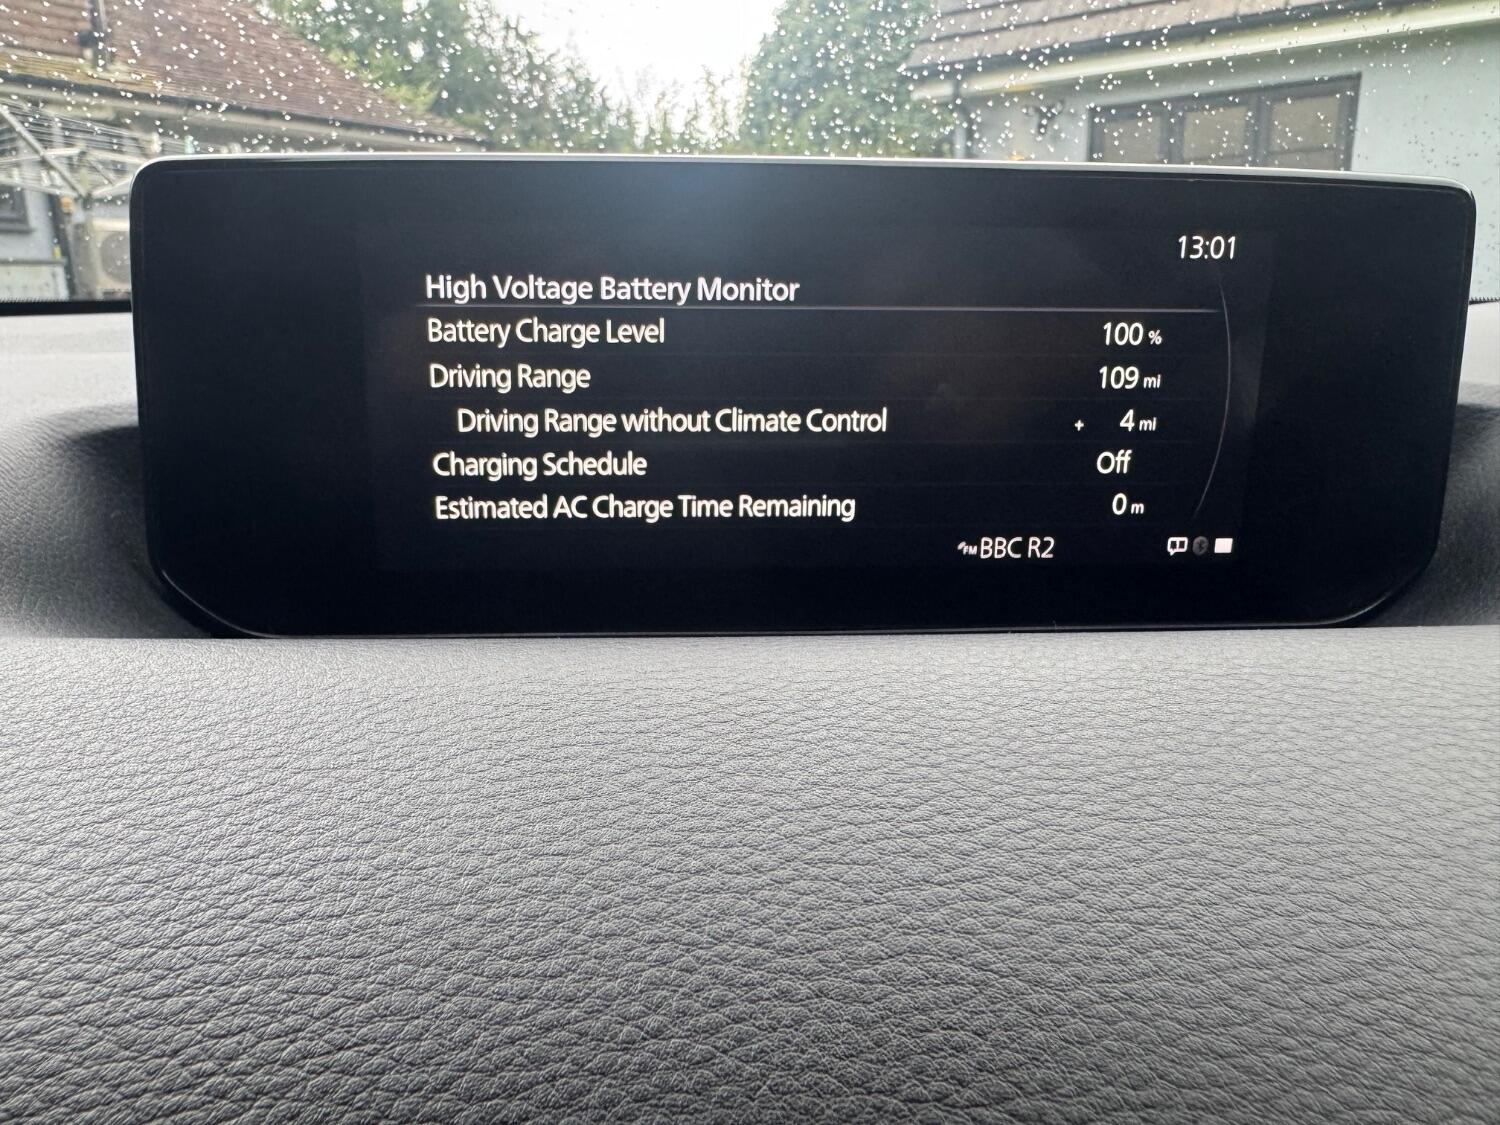 13:01
High Voltage Battery Monitor
Battery Charge Level 100 %
Driving Range 109 mi
Driving Range without Climate Control + 4 mi
Charging Schedule Off
Estimated AC Charge Time Remaining 0 m
FM BBC R2